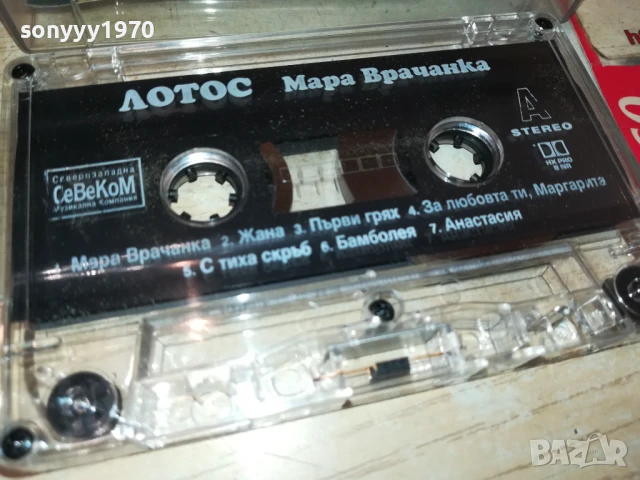 sonyyy1970
ЛОТОС Мара Врачанка
A
STEREO
HX PRO
B NR
Северозападна
СеВеКоМ
Музикална Компания
1. Мара Врачанка 2. Жана 3. Първи грях 4. За любовта ти, Маргарита
5. С тиха скръб 6. Бамболея 7. Анастасия
BAZAR